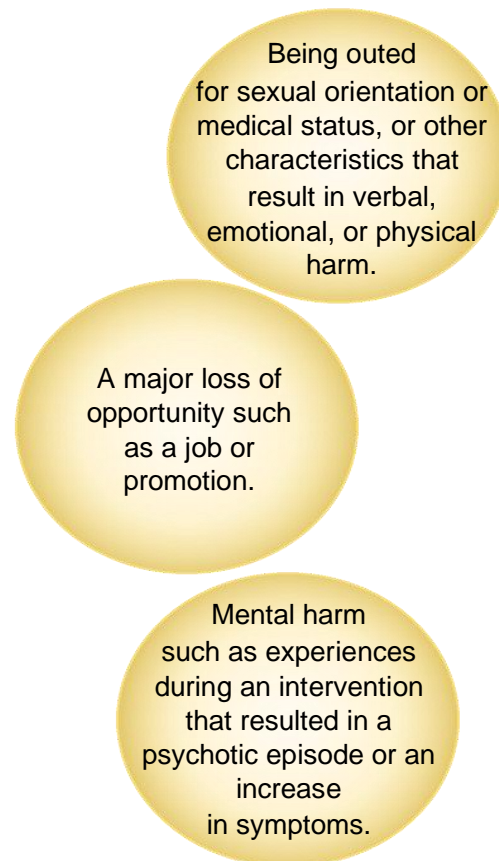 Being outed
for sexual orientation or
medical status, or other
characteristics that
result in verbal,
emotional, or physical
harm.
A major loss of
opportunity such
as a job or
promotion.
Mental harm
such as experiences
during an intervention
that resulted in a
psychotic episode or an
increase
in symptoms.